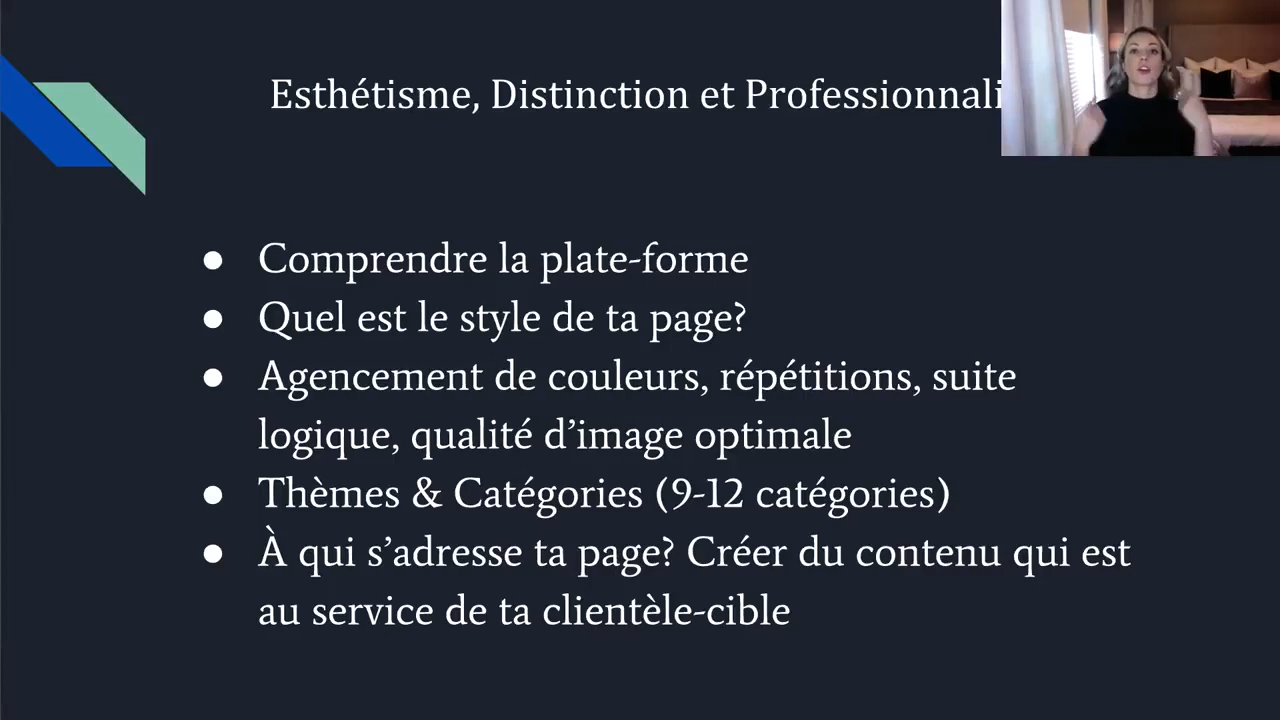 Esthétisme, Distinction et
● Comprendre la plate-forme
● Quel est le style de ta page?
● Agencement de couleurs, répétitions, suite
logique, qualité d’image optimale
● Thèmes & Catégories (9-12 catégories)
● À qui s’adresse ta page? Créer du contenu qui est
au service de ta clientèle-cible